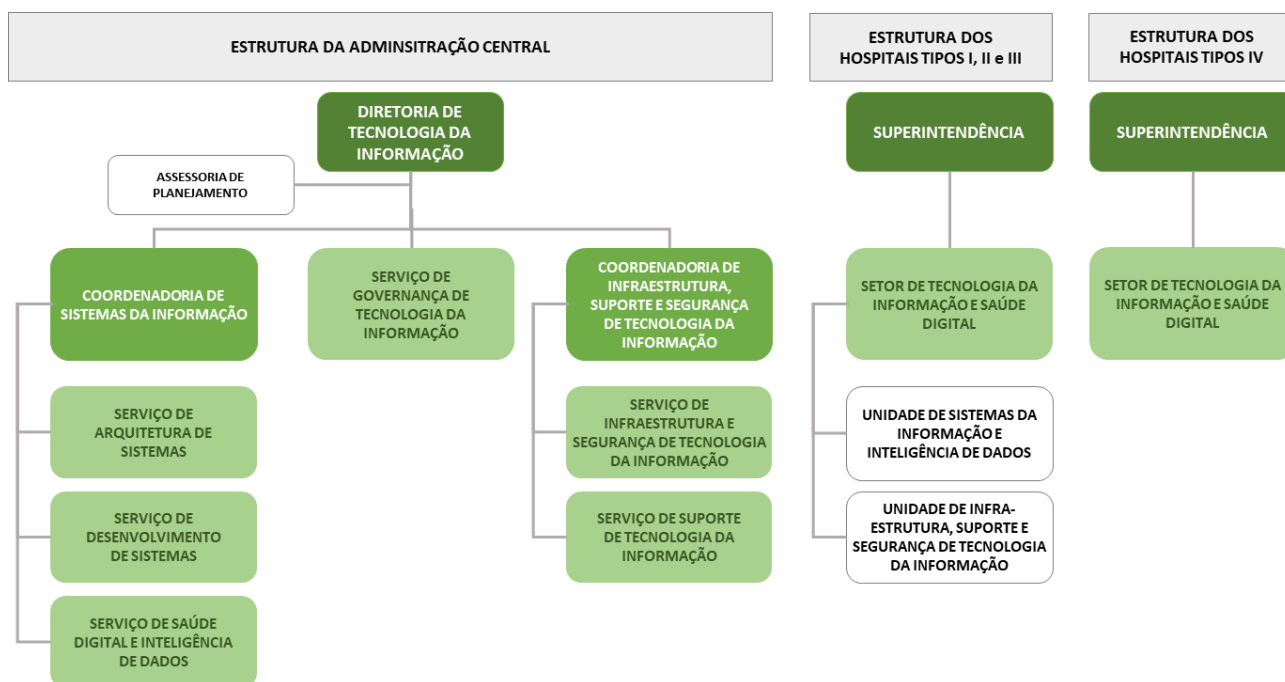 ESTRUTURA DA ADMINSITRAÇÃO CENTRAL
DIRETORIA DE
TECNOLOGIA DA
INFORMAÇÃO
ASSESSORIA DE
PLANEJAMENTO
COORDENADORIA DE
SISTEMAS DA INFORMAÇÃO
SERVIÇO DE
ARQUITETURA DE
SISTEMAS
SERVIÇO DE
DESENVOLVIMENTO
DE SISTEMAS
SERVIÇO DE SAÚDE
DIGITAL E INTELIGÊNCIA
DE DADOS
SERVIÇO DE
GOVERNANÇA DE
TECNOLOGIA DA
INFORMAÇÃO
COORDENADORIA DE
INFRAESTRUTURA,
SUPORTE E SEGURANÇA
DE TECNOLOGIA DA
INFORMAÇÃO
SERVIÇO DE
INFRAESTRUTURA E
SEGURANÇA DE TECNOLOGIA
DA INFORMAÇÃO
SERVIÇO DE SUPORTE
DE TECNOLOGIA DA
INFORMAÇÃO
ESTRUTURA DOS
HOSPITAIS TIPOS I, II e III
SUPERINTENDÊNCIA
SETOR DE TECNOLOGIA DA
INFORMAÇÃO E SAÚDE
DIGITAL
UNIDADE DE SISTEMAS DA
INFORMAÇÃO E
INTELIGÊNCIA DE DADOS
UNIDADE DE INFRA-
ESTRUTURA, SUPORTE E
SEGURANÇA DE TECNOLOGIA
DA INFORMAÇÃO
ESTRUTURA DOS
HOSPITAIS TIPOS IV
SUPERINTENDÊNCIA
SETOR DE TECNOLOGIA DA
INFORMAÇÃO E SAÚDE
DIGITAL